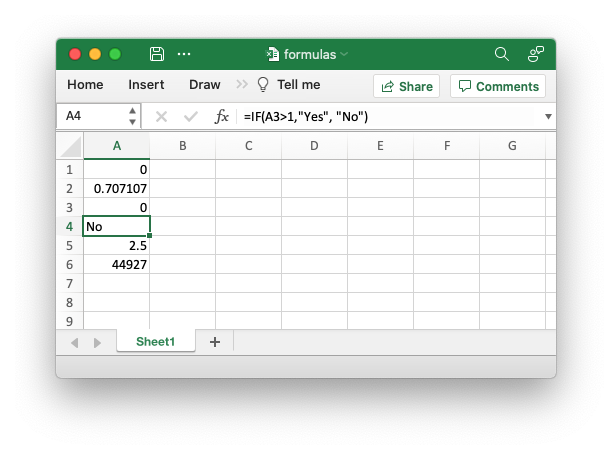 formulas
Home Insert Draw Tell me Share Comments
A4 fx =IF(A3>1,"Yes", "No")
A B C D E F G
1 0
2 0.707107
3 0
4 No
5 2.5
6 44927
7
8
9
Sheet1 +